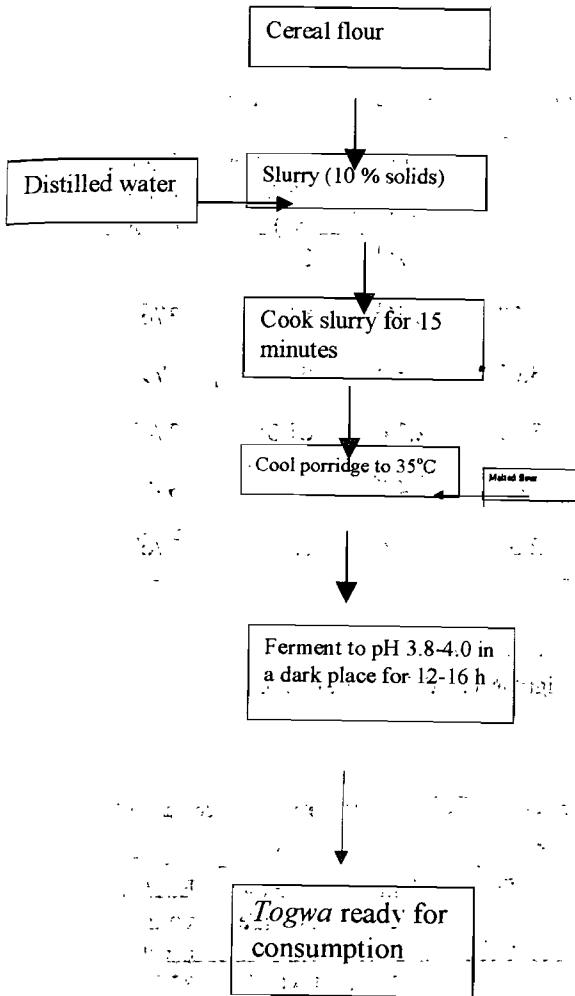 Cereal flour
Distilled water
Slurry (10 % solids)
Cook slurry for 15
minutes
Cool porridge to 35°C
Malted flour
Ferment to pH 3.8-4.0 in
a dark place for 12-16 h
Togwa ready for
consumption